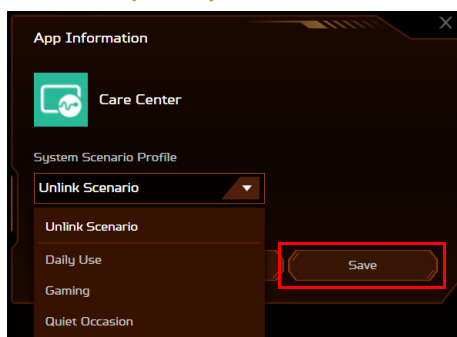 App Information
Care Center
System Scenario Profile
Unlink Scenario
Unlink Scenario
Daily Use
Gaming
Quiet Occasion
Save